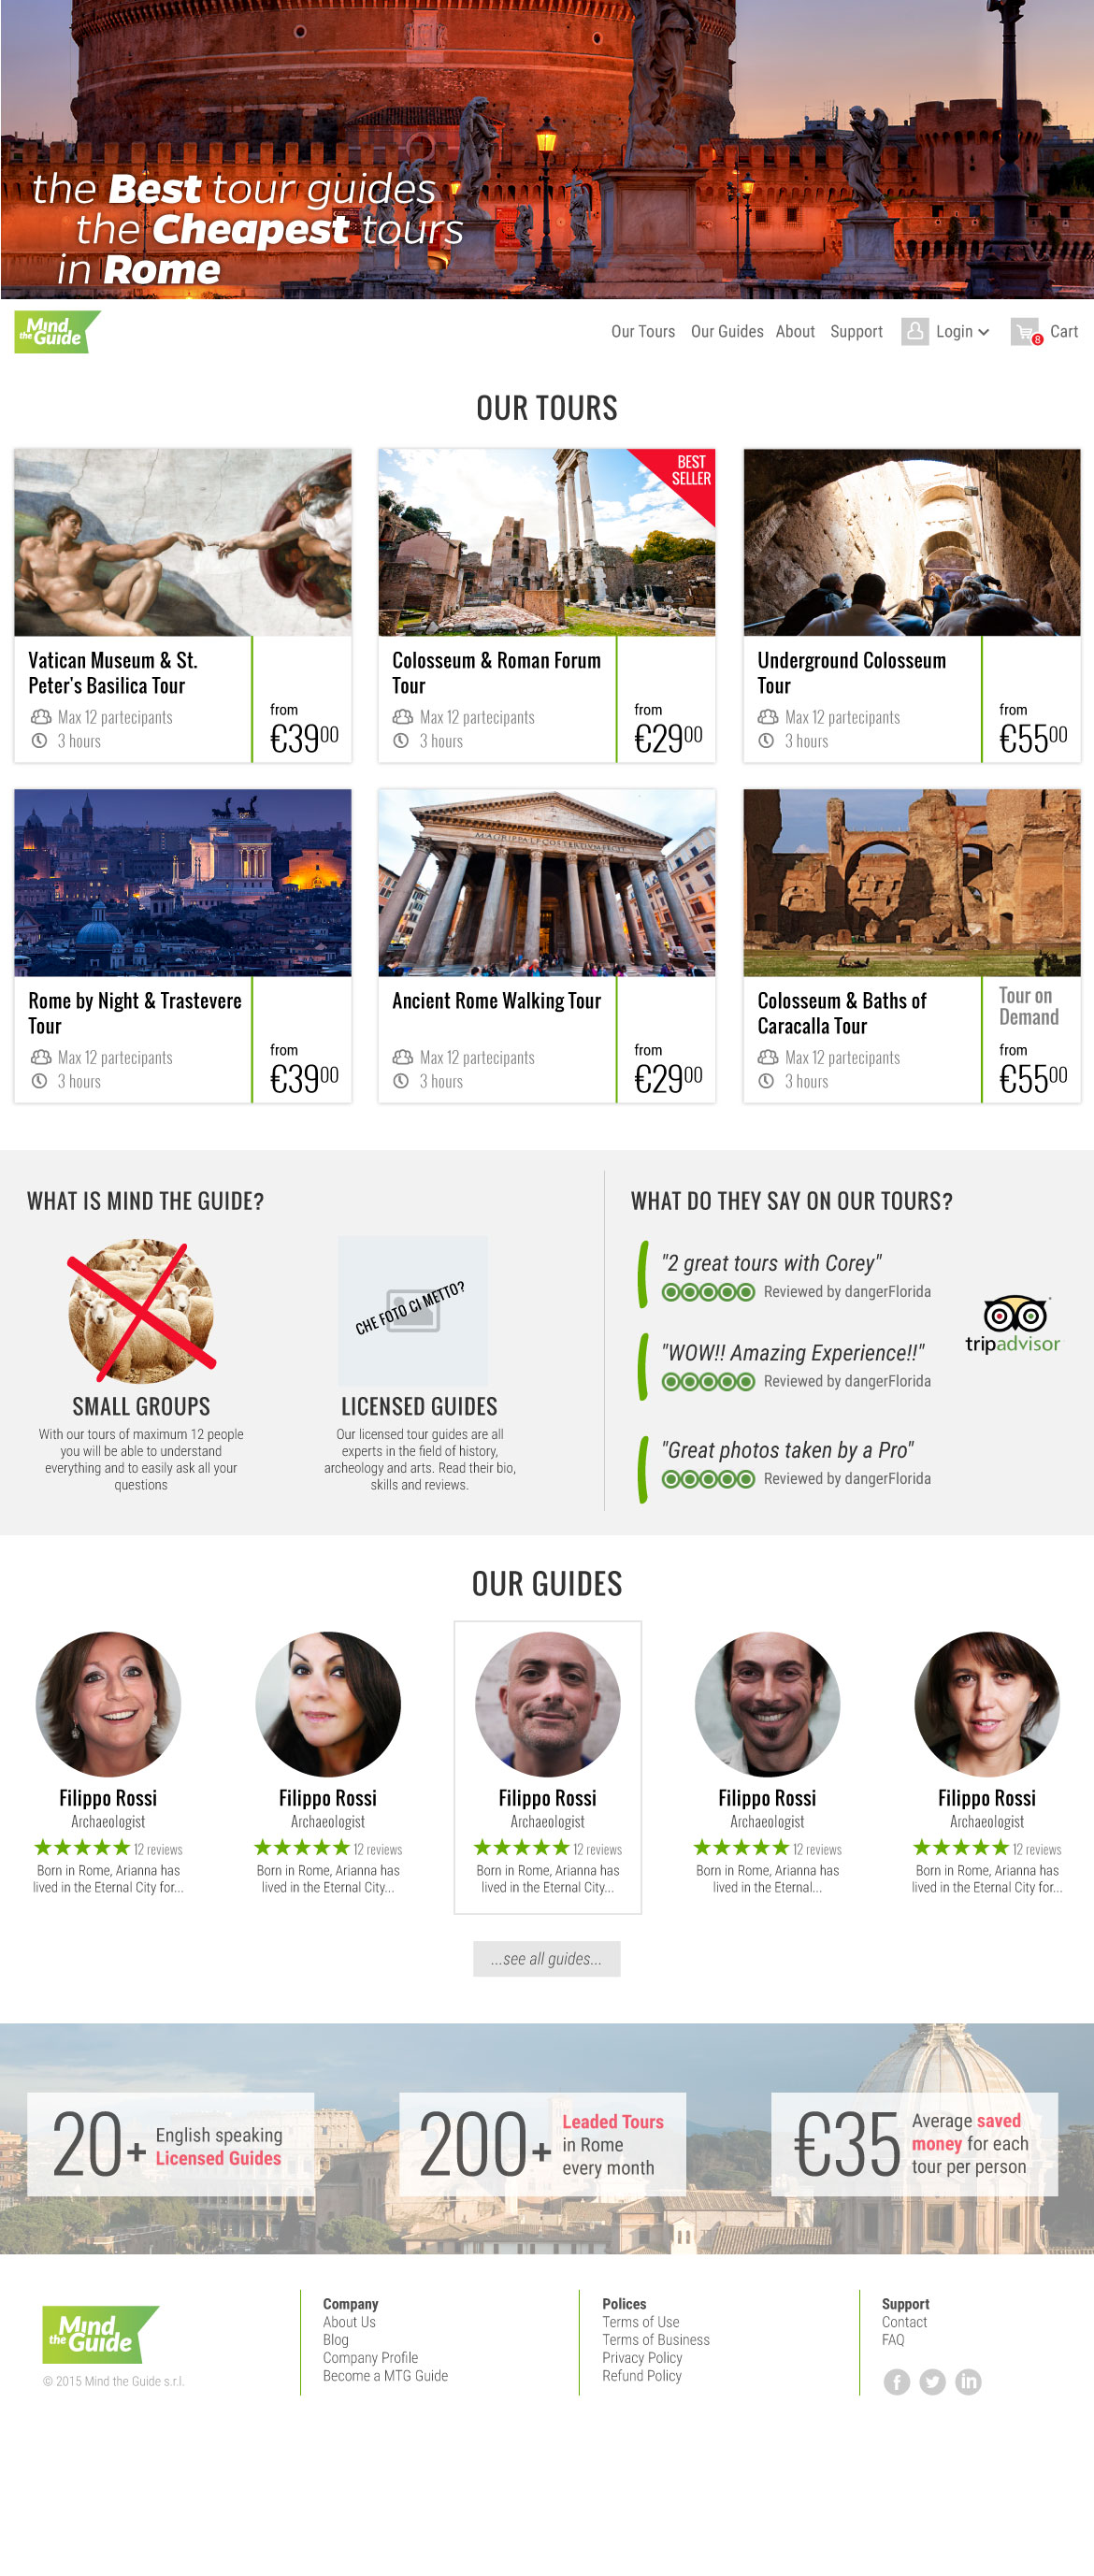 the Best tour guides
the Cheapest tours
in Rome
Mind
the Guide
Our Tours Our Guides About Support Login 8 Cart
OUR TOURS
BEST
SELLER
Vatican Museum & St.
Peter's Basilica Tour
Max 12 partecipants
3 hours
from
€3900
Colosseum & Roman Forum
Tour
Max 12 partecipants
3 hours
from
€2900
Underground Colosseum
Tour
Max 12 partecipants
3 hours
from
€5500
Rome by Night & Trastevere
Tour
Max 12 partecipants
3 hours
from
€3900
Ancient Rome Walking Tour
Max 12 partecipants
3 hours
from
€2900
Colosseum & Baths of
Caracalla Tour
Max 12 partecipants
3 hours
Tour on
Demand
from
€5500
WHAT IS MIND THE GUIDE?
SMALL GROUPS
With our tours of maximum 12 people
you will be able to understand
everything and to easily ask all your
questions
CHE FOTO CI METTO?
LICENSED GUIDES
Our licensed tour guides are all
experts in the field of history,
archeology and arts. Read their bio,
skills and reviews.
WHAT DO THEY SAY ON OUR TOURS?
"2 great tours with Corey"
Reviewed by dangerFlorida
"WOW!! Amazing Experience!!"
Reviewed by dangerFlorida
"Great photos taken by a Pro"
Reviewed by dangerFlorida
tripadvisor
OUR GUIDES
Filippo Rossi
Archaeologist
12 reviews
Born in Rome, Arianna has
lived in the Eternal City for...
Filippo Rossi
Archaeologist
12 reviews
Born in Rome, Arianna has
lived in the Eternal City...
Filippo Rossi
Archaeologist
12 reviews
Born in Rome, Arianna has
lived in the Eternal City...
Filippo Rossi
Archaeologist
12 reviews
Born in Rome, Arianna has
lived in the Eternal...
Filippo Rossi
Archaeologist
12 reviews
Born in Rome, Arianna has
lived in the Eternal City for...
...see all guides...
20+
English speaking
Licensed Guides
200+
Leaded Tours
in Rome
every month
€35
Average saved
money for each
tour per person
Mind
the Guide
© 2015 Mind the Guide s.r.l.
Company
About Us
Blog
Company Profile
Become a MTG Guide
Polices
Terms of Use
Terms of Business
Privacy Policy
Refund Policy
Support
Contact
FAQ
f
in